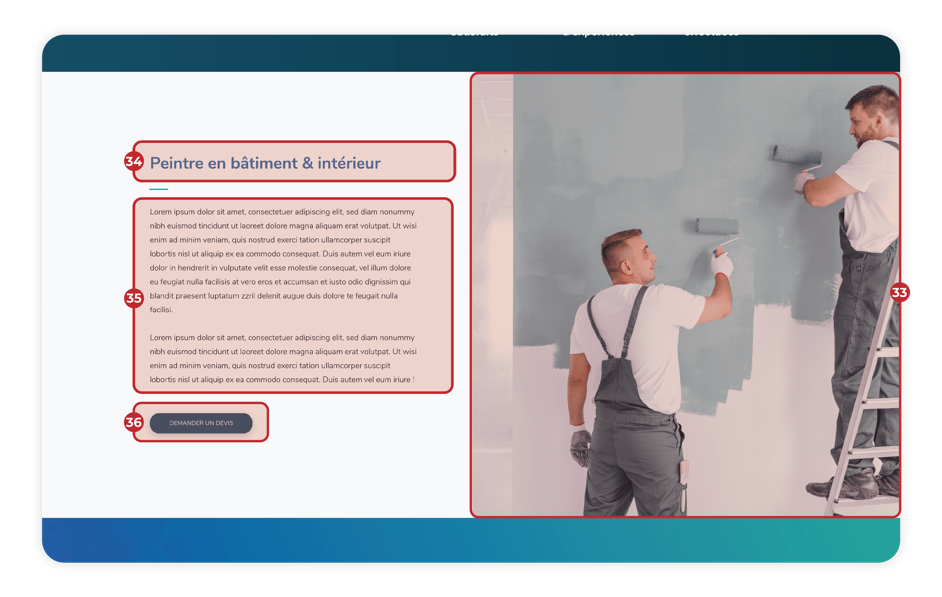 34
Peintre en bâtiment & intérieur
35
Lorem ipsum dolor sit amet, consectetuer adipiscing elit, sed diam nonummy
nibh euismod tincidunt ut laoreet dolore magna aliquam erat volutpat. Ut wisi
enim ad minim veniam, quis nostrud exerci tation ullamcorper suscipit
lobortis nisl ut aliquip ex ea commodo consequat. Duis autem vel eum iriure
dolor in hendrerit in vulputate velit esse molestie consequat, vel illum dolore
eu feugiat nulla facilisis at vero eros et accumsan et iusto odio dignissim qui
blandit praesent luptatum zzril delenit augue duis dolore te feugait nulla
facilisi.
Lorem ipsum dolor sit amet, consectetuer adipiscing elit, sed diam nonummy
nibh euismod tincidunt ut laoreet dolore magna aliquam erat volutpat. Ut wisi
enim ad minim veniam, quis nostrud exerci tation ullamcorper suscipit
lobortis nisl ut aliquip ex ea commodo consequat. Duis autem vel eum iriure !
36
DEMANDER UN DEVIS
33